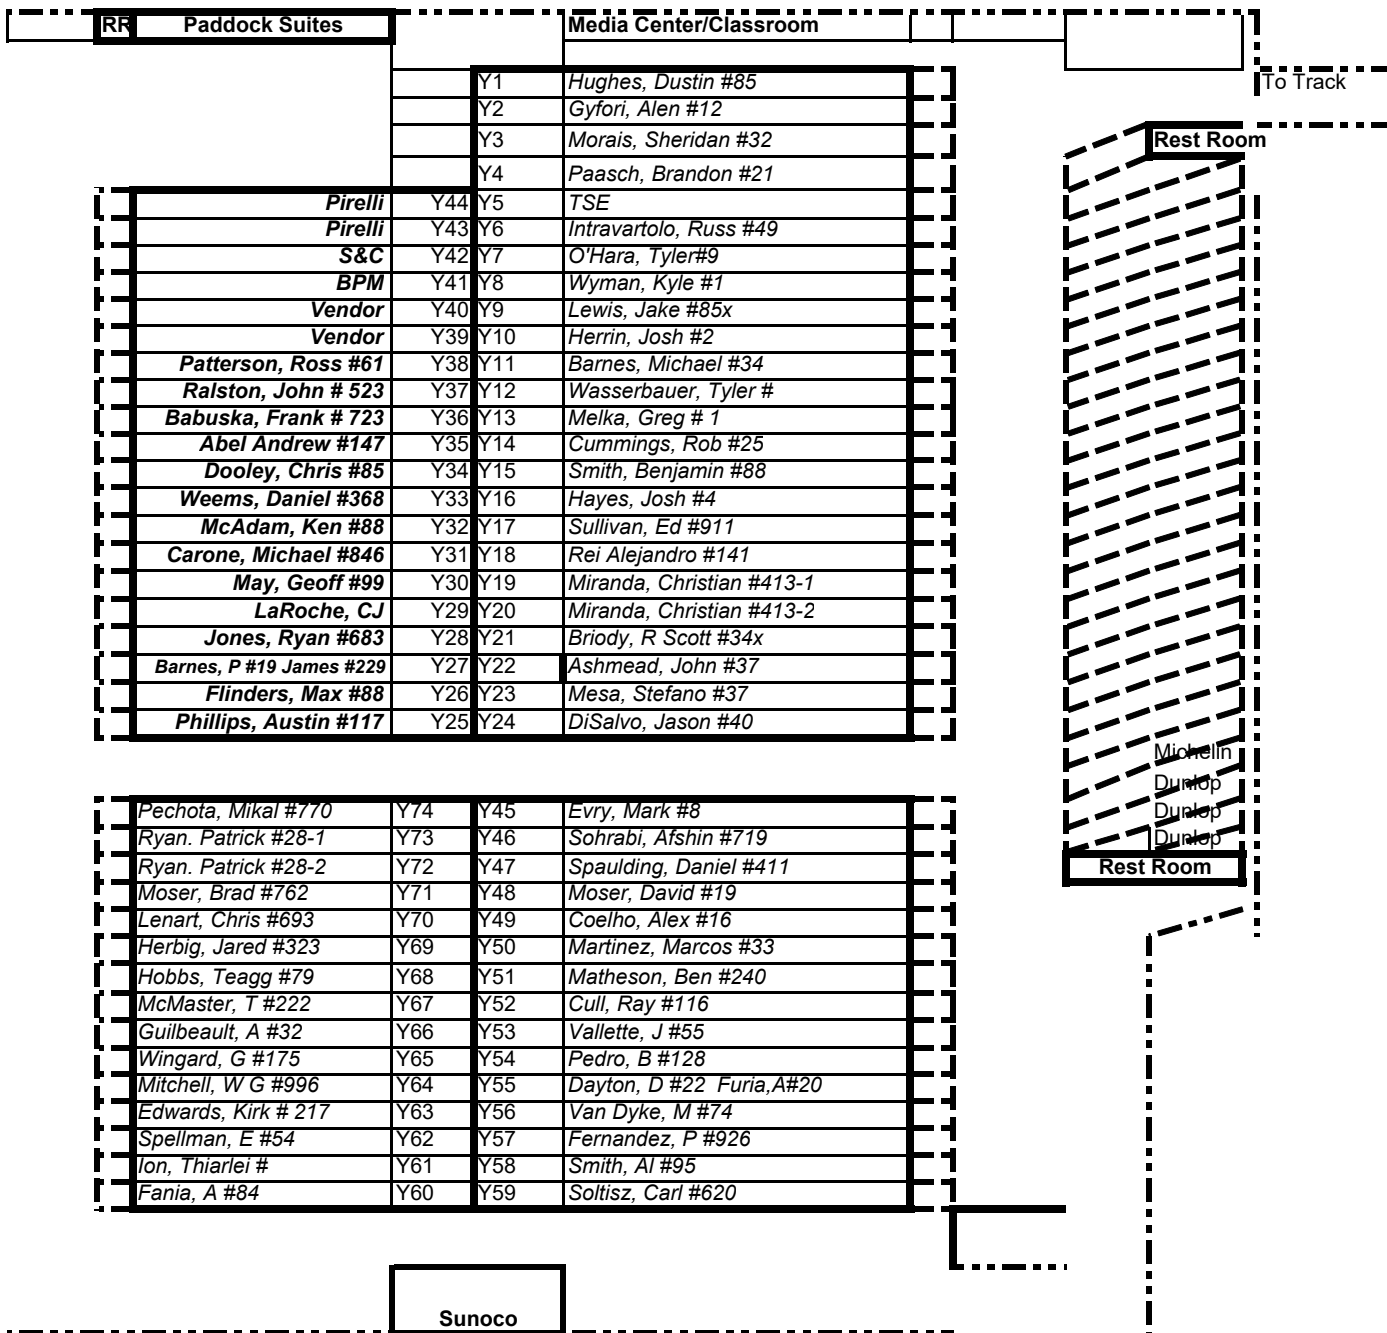 RR Paddock Suites Media Center/Classroom
Y1 Hughes, Dustin #85
To Track
Y2 Gyfori, Alen #12
Y3 Morais, Sheridan #32
Rest Room
Y4 Paasch, Brandon #21
Pirelli Y44 Y5 TSE
Pirelli Y43 Y6 Intravartolo, Russ #49
S&C Y42 Y7 O'Hara, Tyler#9
BPM Y41 Y8 Wyman, Kyle #1
Vendor Y40 Y9 Lewis, Jake #85x
Vendor Y39 Y10 Herrin, Josh #2
Patterson, Ross #61 Y38 Y11 Barnes, Michael #34
Ralston, John # 523 Y37 Y12 Wasserbauer, Tyler #
Babuska, Frank # 723 Y36 Y13 Melka, Greg # 1
Abel Andrew #147 Y35 Y14 Cummings, Rob #25
Dooley, Chris #85 Y34 Y15 Smith, Benjamin #88
Weems, Daniel #368 Y33 Y16 Hayes, Josh #4
McAdam, Ken #88 Y32 Y17 Sullivan, Ed #911
Carone, Michael #846 Y31 Y18 Rei Alejandro #141
May, Geoff #99 Y30 Y19 Miranda, Christian #413-1
LaRoche, CJ Y29 Y20 Miranda, Christian #413-2
Jones, Ryan #683 Y28 Y21 Briody, R Scott #34x
Barnes, P #19 James #229 Y27 Y22 Ashmead, John #37
Flinders, Max #88 Y26 Y23 Mesa, Stefano #37
Phillips, Austin #117 Y25 Y24 DiSalvo, Jason #40
Michelin
Dunlop
Pechota, Mikal #770 Y74 Y45 Evry, Mark #8 Dunlop
Ryan. Patrick #28-1 Y73 Y46 Sohrabi, Afshin #719 Dunlop
Ryan. Patrick #28-2 Y72 Y47 Spaulding, Daniel #411 Rest Room
Moser, Brad #762 Y71 Y48 Moser, David #19
Lenart, Chris #693 Y70 Y49 Coelho, Alex #16
Herbig, Jared #323 Y69 Y50 Martinez, Marcos #33
Hobbs, Teagg #79 Y68 Y51 Matheson, Ben #240
McMaster, T #222 Y67 Y52 Cull, Ray #116
Guilbeault, A #32 Y66 Y53 Vallette, J #55
Wingard, G #175 Y65 Y54 Pedro, B #128
Mitchell, W G #996 Y64 Y55 Dayton, D #22 Furia,A#20
Edwards, Kirk # 217 Y63 Y56 Van Dyke, M #74
Spellman, E #54 Y62 Y57 Fernandez, P #926
Ion, Thiarlei # Y61 Y58 Smith, Al #95
Fania, A #84 Y60 Y59 Soltisz, Carl #620
Sunoco